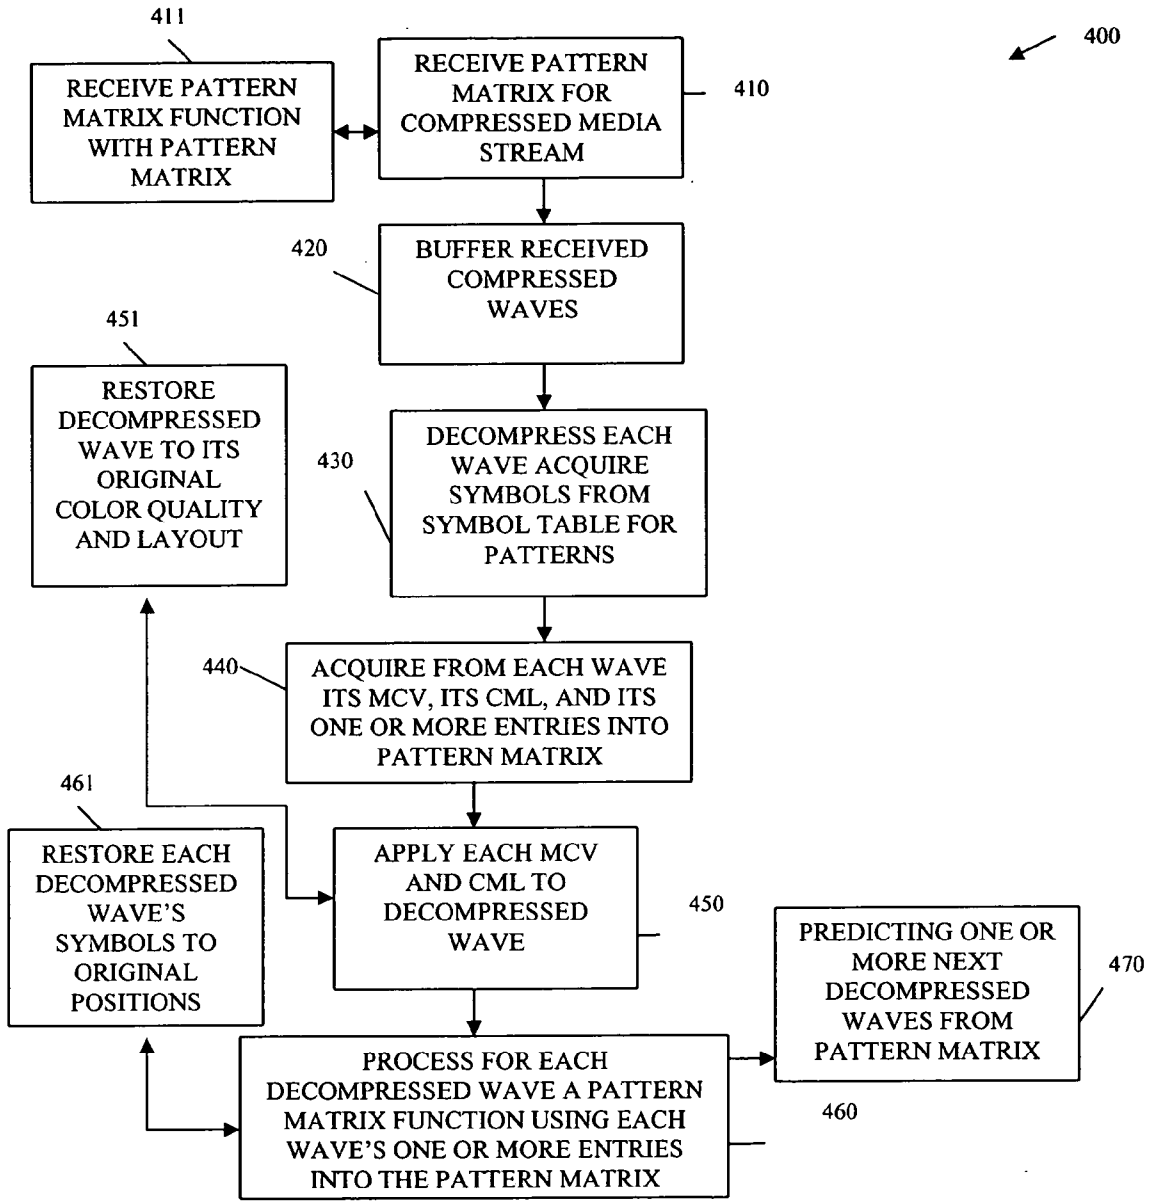 411
400
RECEIVE PATTERN
MATRIX FUNCTION
WITH PATTERN
MATRIX
RECEIVE PATTERN
MATRIX FOR
COMPRESSED MEDIA
STREAM
410
420
BUFFER RECEIVED
COMPRESSED
WAVES
451
RESTORE
DECOMPRESSED
WAVE TO ITS
ORIGINAL
COLOR QUALITY
AND LAYOUT
430
DECOMPRESS EACH
WAVE ACQUIRE
SYMBOLS FROM
SYMBOL TABLE FOR
PATTERNS
440
ACQUIRE FROM EACH WAVE
ITS MCV, ITS CML, AND ITS
ONE OR MORE ENTRIES INTO
PATTERN MATRIX
461
RESTORE EACH
DECOMPRESSED
WAVE'S
SYMBOLS TO
ORIGINAL
POSITIONS
APPLY EACH MCV
AND CML TO
DECOMPRESSED
WAVE
450
PREDICTING ONE OR
MORE NEXT
DECOMPRESSED
WAVES FROM
PATTERN MATRIX
470
PROCESS FOR EACH
DECOMPRESSED WAVE A PATTERN
MATRIX FUNCTION USING EACH
WAVE'S ONE OR MORE ENTRIES
INTO THE PATTERN MATRIX
460